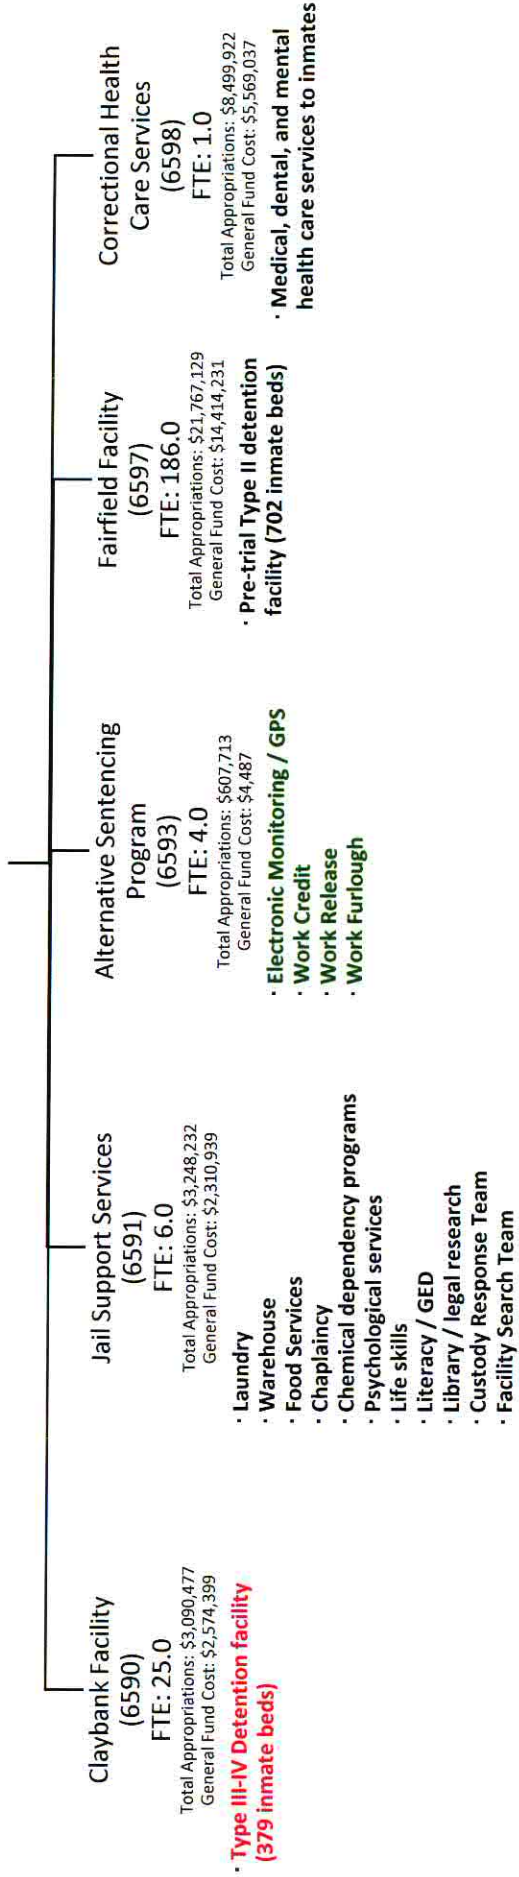 Claybank Facility
(6590)
FTE: 25.0
Total Appropriations: $3,090,477
General Fund Cost: $2,574,399
· Type III-IV Detention facility
(379 inmate beds)
Jail Support Services
(6591)
FTE: 6.0
Total Appropriations: $3,248,232
General Fund Cost: $2,310,939
· Laundry
· Warehouse
· Food Services
· Chaplaincy
· Chemical dependency programs
· Psychological services
· Life skills
· Literacy / GED
· Library / legal research
· Custody Response Team
· Facility Search Team
Alternative Sentencing
Program
(6593)
FTE: 4.0
Total Appropriations: $607,713
General Fund Cost: $4,487
· Electronic Monitoring / GPS
· Work Credit
· Work Release
· Work Furlough
Fairfield Facility
(6597)
FTE: 186.0
Total Appropriations: $21,767,129
General Fund Cost: $14,414,231
· Pre-trial Type II detention
facility (702 inmate beds)
Correctional Health
Care Services
(6598)
FTE: 1.0
Total Appropriations: $8,499,922
General Fund Cost: $5,569,037
· Medical, dental, and mental
health care services to inmates